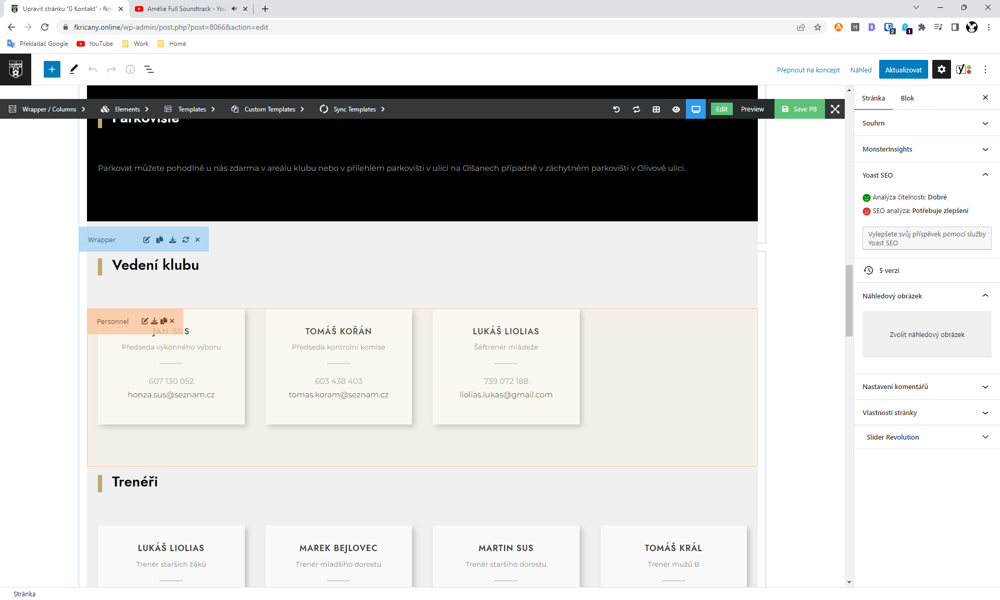 Upravit stránku “0 Kontakt” ‹ fkric
Amélie Full Soundtrack - You
fkricany.online/wp-admin/post.php?post=8066&action=edit
2
1
Překladač Google
YouTube
Work
Home
Přepnout na koncept
Náhled
Aktualizovat
Wrapper / Columns
Elements
Templates
Custom Templates
Sync Templates
Edit
Preview
Save PB
Parkoviště
Parkovat můžete pohodlně u nás zdarma v areálu klubu nebo v přilehlém parkovišti v ulici na Olšanech případně v záchytném parkovišti v Olivově ulici.
Wrapper
Vedení klubu
Personnel
JAN SUS
Předseda výkonného výboru
607 130 052
honza.sus@seznam.cz
TOMÁŠ KOŘÁN
Předseda kontrolní komise
603 438 403
tomas.koram@seznam.cz
LUKÁŠ LIOLIAS
Šéftrenér mládeže
739 072 188
liolias.lukas@gmail.com
Trenéři
LUKÁŠ LIOLIAS
Trenér starších žáků
MAREK BEJLOVEC
Trenér mladšího dorostu
MARTIN SUS
Trenér staršího dorostu
TOMÁŠ KRÁL
Trenér mužů B
Stránka
Blok
Souhrn
MonsterInsights
Yoast SEO
Analýza čitelnosti: Dobré
SEO analýza: Potřebuje zlepšení
Vylepšete svůj příspěvek pomocí služby
Yoast SEO
5 verzí
Náhledový obrázek
Zvolit náhledový obrázek
Nastavení komentářů
Vlastnosti stránky
Slider Revolution
Stránka